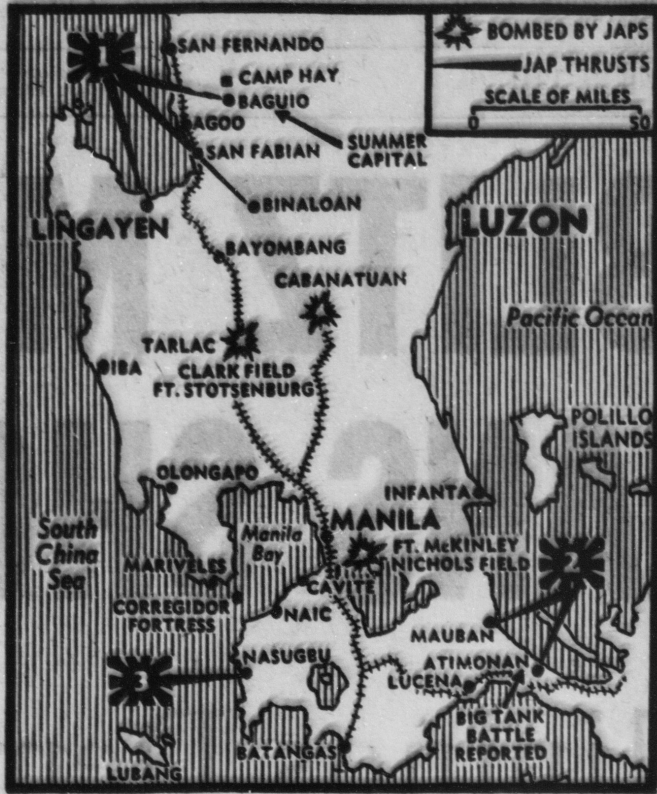 BOMBED BY JAPS
JAP THRUSTS
SCALE OF MILES
0 50
1
SAN FERNANDO
CAMP HAY
BAGUIO
AGOO
SUMMER
CAPITAL
SAN FABIAN
LINGAYEN
BINALOAN
LUZON
BAYOMBANG
CABANATUAN
Pacific Ocean
TARLAC
CLARK FIELD
FT. STOTSENBURG
IBA
POLILLO
ISLANDS
OLONGAPO
INFANTA
MANILA
South
China
Sea
Manila
Bay
FT. McKINLEY
NICHOLS FIELD
2
MARIVELES
CAVITE
CORREGIDOR
FORTRESS
NAIC
MAUBAN
NASUGBU
ATIMONAN
3
LUCENA
BIG TANK
BATTLE
REPORTED
BATANGAS
LUBANG